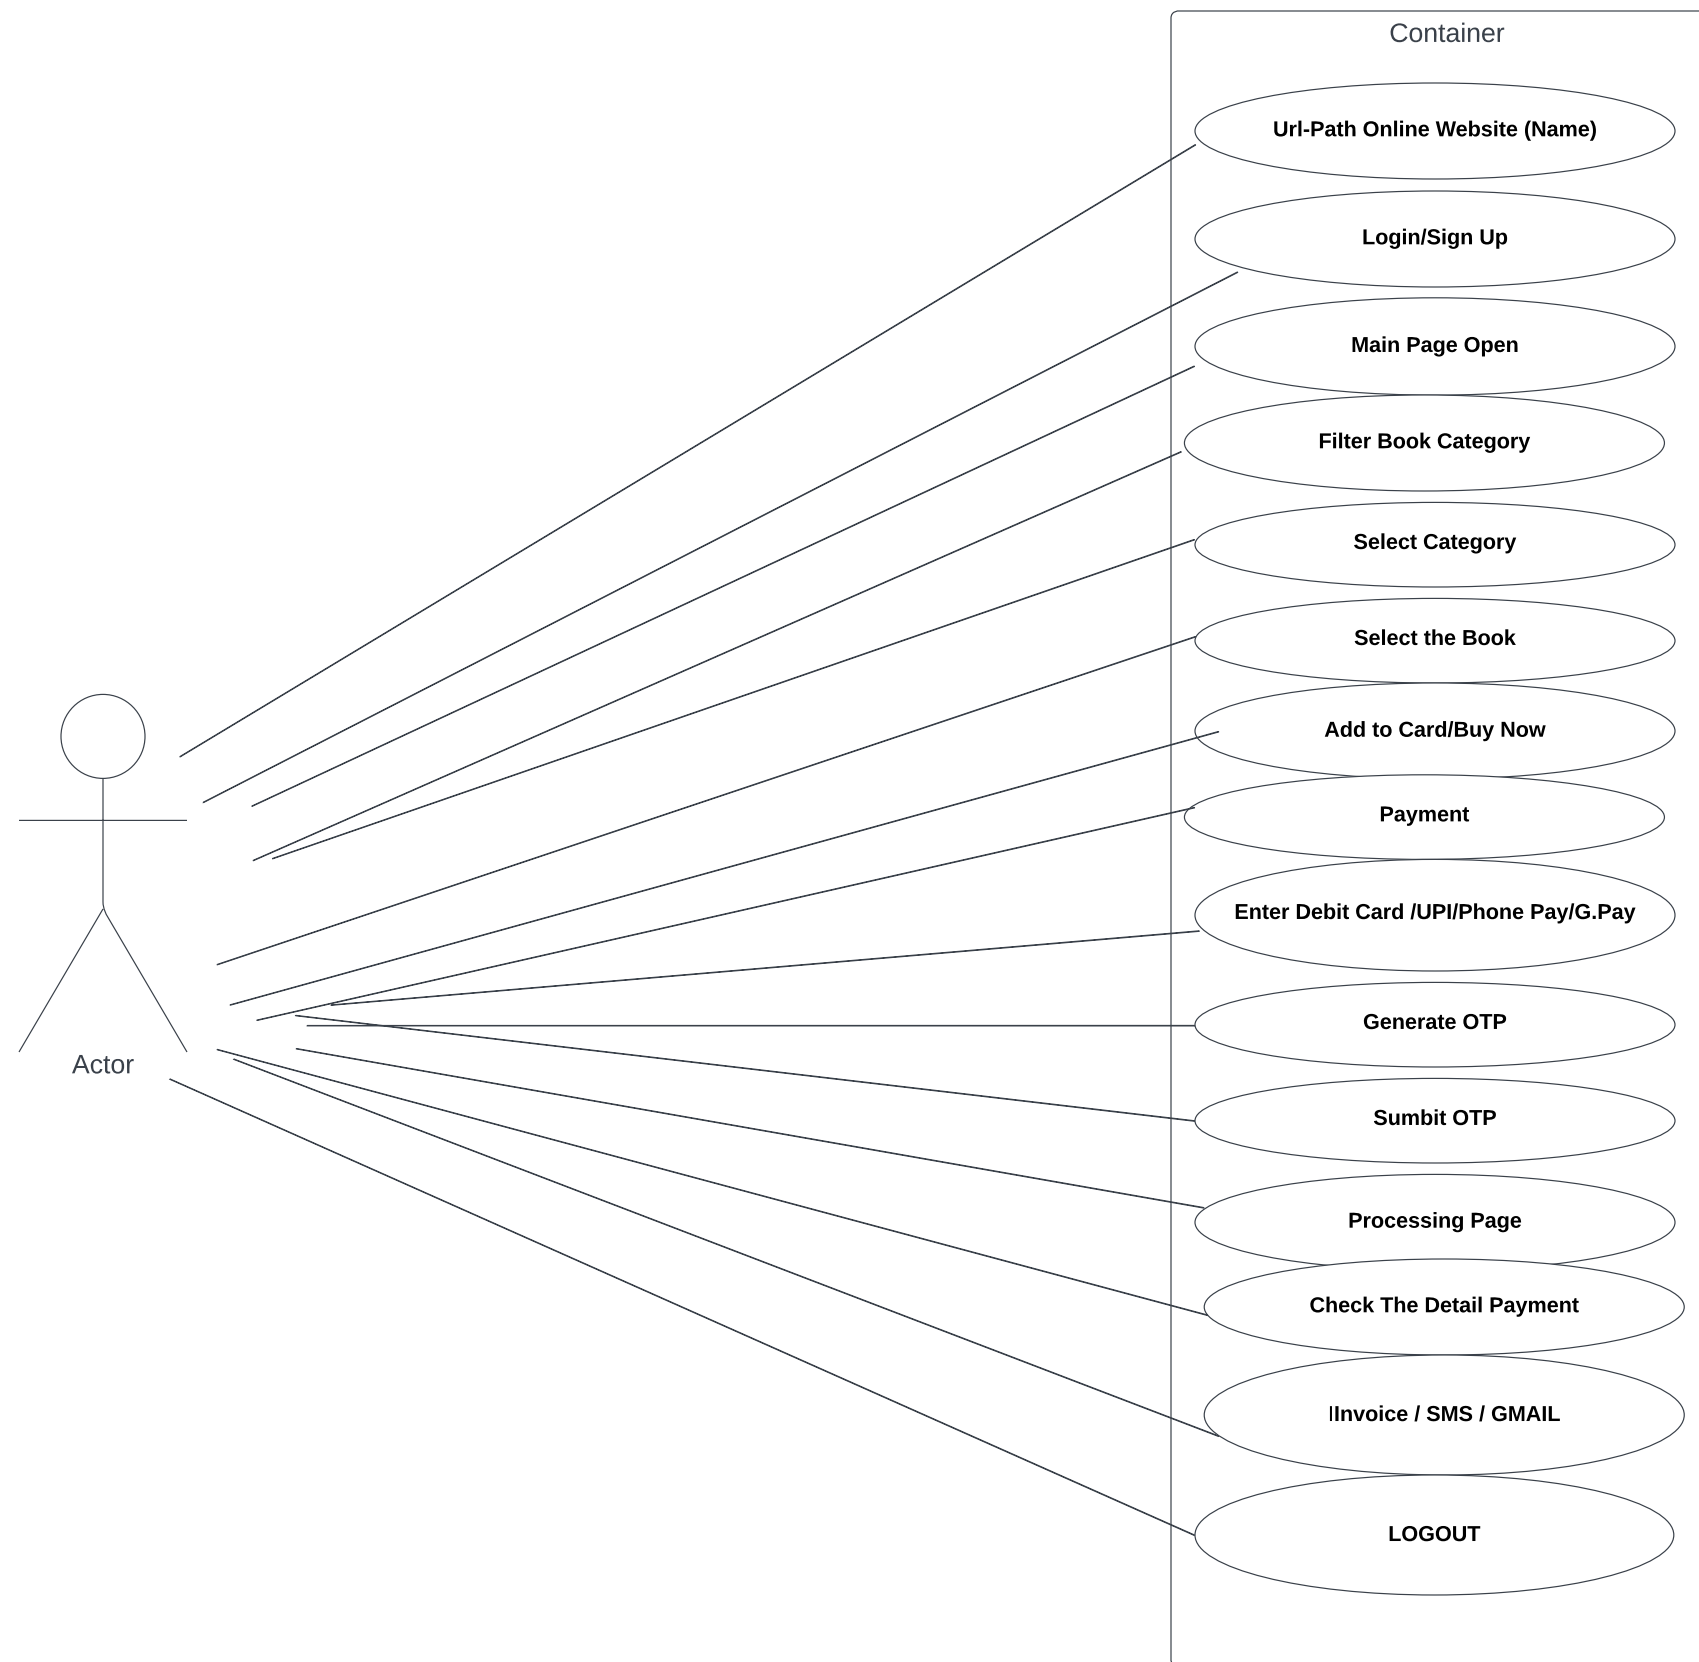 Container
Url-Path Online Website (Name)
Login/Sign Up
Main Page Open
Filter Book Category
Select Category
Select the Book
Add to Card/Buy Now
Payment
Enter Debit Card /UPI/Phone Pay/G.Pay
Generate OTP
Actor
Sumbit OTP
Processing Page
Check The Detail Payment
IInvoice / SMS / GMAIL
LOGOUT